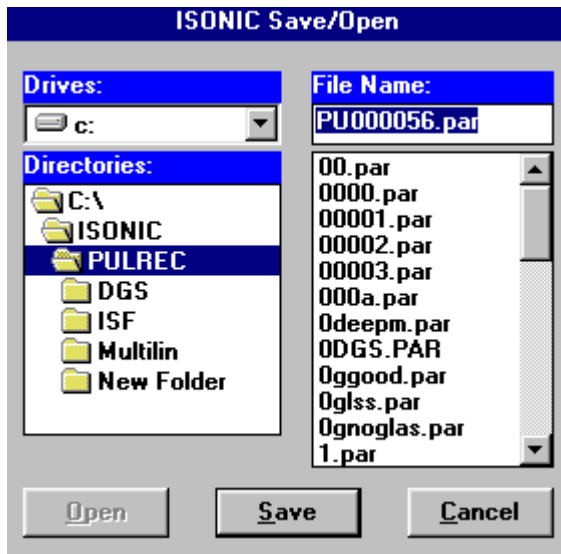 ISONIC Save/Open
Drives:
c:
Directories:
C:\
ISONIC
PULREC
DGS
ISF
Multilin
New Folder
File Name:
PU000056.par
00.par
0000.par
00001.par
00002.par
00003.par
000a.par
0deepm.par
0DGS.PAR
0ggood.par
0glss.par
0gnoglas.par
1.par
Open
Save
Cancel